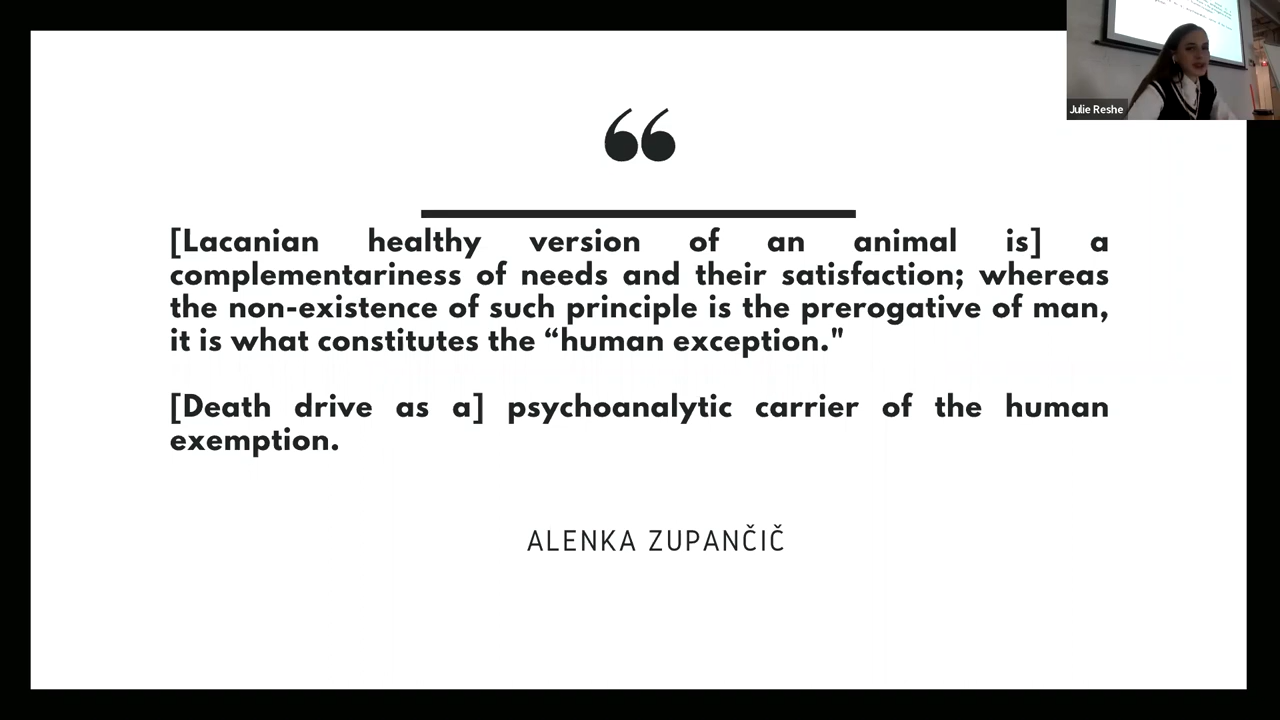 Julie Reshe
“
[Lacanian healthy version of an animal is] a
complementariness of needs and their satisfaction; whereas
the non-existence of such principle is the prerogative of man,
it is what constitutes the “human exception."
[Death drive as a] psychoanalytic carrier of the human
exemption.
ALENKA ZUPANČIČ